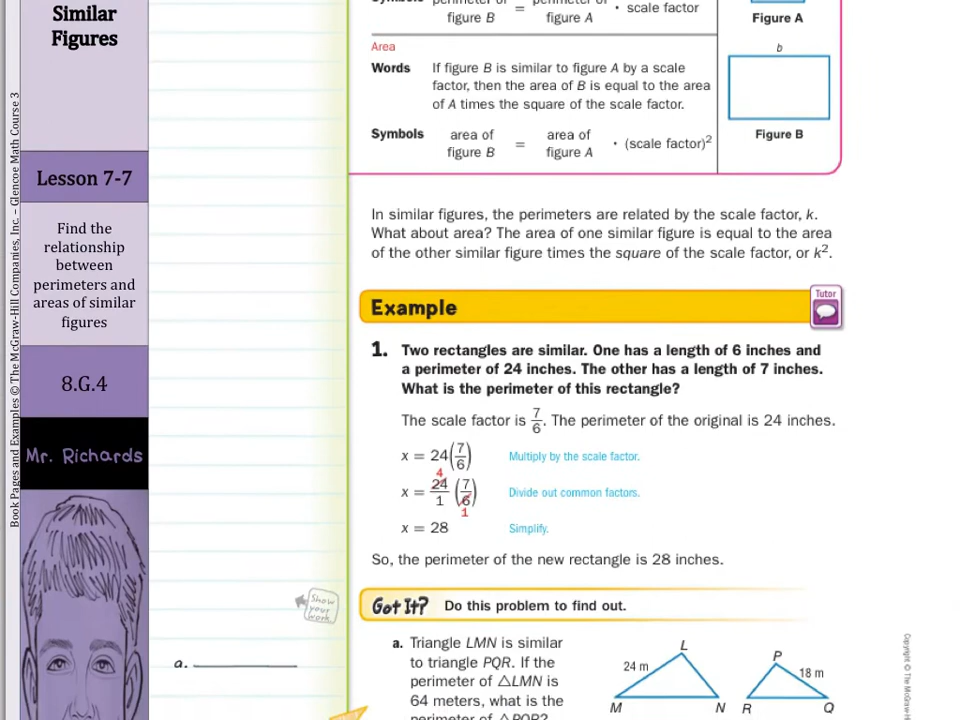 Similar
Figures
Lesson 7-7
Find the
relationship
between
perimeters and
areas of similar
figures
8.G.4
Mr. Richards
Book Pages and Examples © The McGraw-Hill Companies, Inc. – Glencoe Math Course 3
figure B = figure A • scale factor
Figure A
Area
Words If figure B is similar to figure A by a scale
factor, then the area of B is equal to the area
of A times the square of the scale factor.
b
Figure B
Symbols area of figure B = area of figure A • (scale factor)²
In similar figures, the perimeters are related by the scale factor, k.
What about area? The area of one similar figure is equal to the area
of the other similar figure times the square of the scale factor, or k².
Example
Tutor
1. Two rectangles are similar. One has a length of 6 inches and
a perimeter of 24 inches. The other has a length of 7 inches.
What is the perimeter of this rectangle?
The scale factor is 7/6. The perimeter of the original is 24 inches.
x = 24(7/6) Multiply by the scale factor.
4
x = 24/1 (7/6) Divide out common factors.
1
x = 28 Simplify.
So, the perimeter of the new rectangle is 28 inches.
Show
your
work.
Got It? Do this problem to find out.
a. ____________
a. Triangle LMN is similar
to triangle PQR. If the
perimeter of △LMN is
64 meters, what is the
perimeter of △PQR?
L
24 m
M
N
P
18 m
R
Q